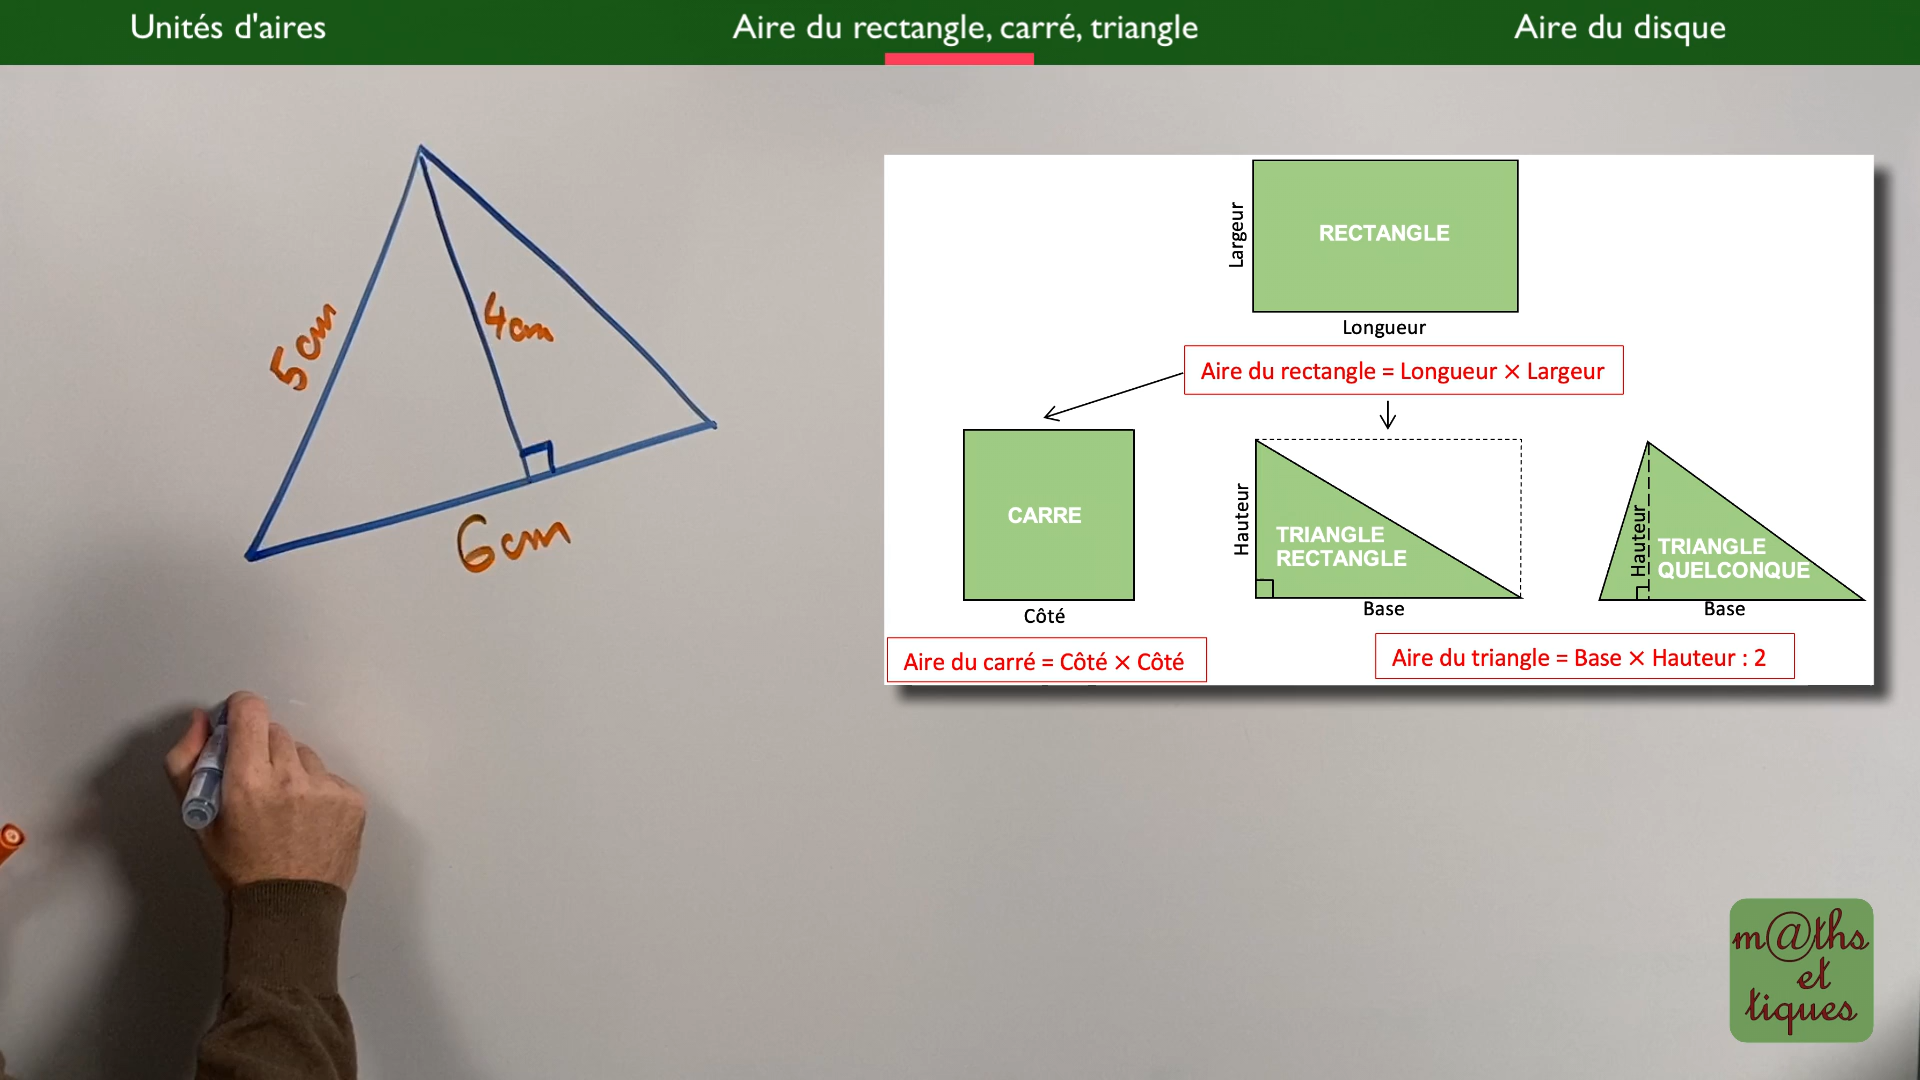 Unités d'aires
Aire du rectangle, carré, triangle
Aire du disque
5cm
4cm
6cm
Largeur
RECTANGLE
Longueur
Aire du rectangle = Longueur × Largeur
CARRE
Côté
Aire du carré = Côté × Côté
Hauteur
TRIANGLE
RECTANGLE
Base
Hauteur
TRIANGLE
QUELCONQUE
Base
Aire du triangle = Base × Hauteur : 2
m@ths
et
tiques